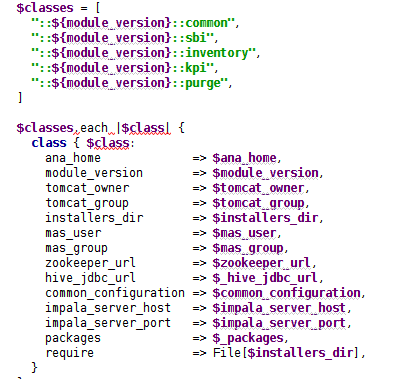 $classes = [
"::${module_version}::common",
"::${module_version}::sbi",
"::${module_version}::inventory",
"::${module_version}::kpi",
"::${module_version}::purge",
]
$classes.each |$class| {
class { $class:
ana_home => $ana_home,
module_version => $module_version,
tomcat_owner => $tomcat_owner,
tomcat_group => $tomcat_group,
installers_dir => $installers_dir,
mas_user => $mas_user,
mas_group => $mas_group,
zookeeper_url => $zookeeper_url,
hive_jdbc_url => $_hive_jdbc_url,
common_configuration => $common_configuration,
impala_server_host => $impala_server_host,
impala_server_port => $impala_server_port,
packages => $_packages,
require => File[$installers_dir],
}